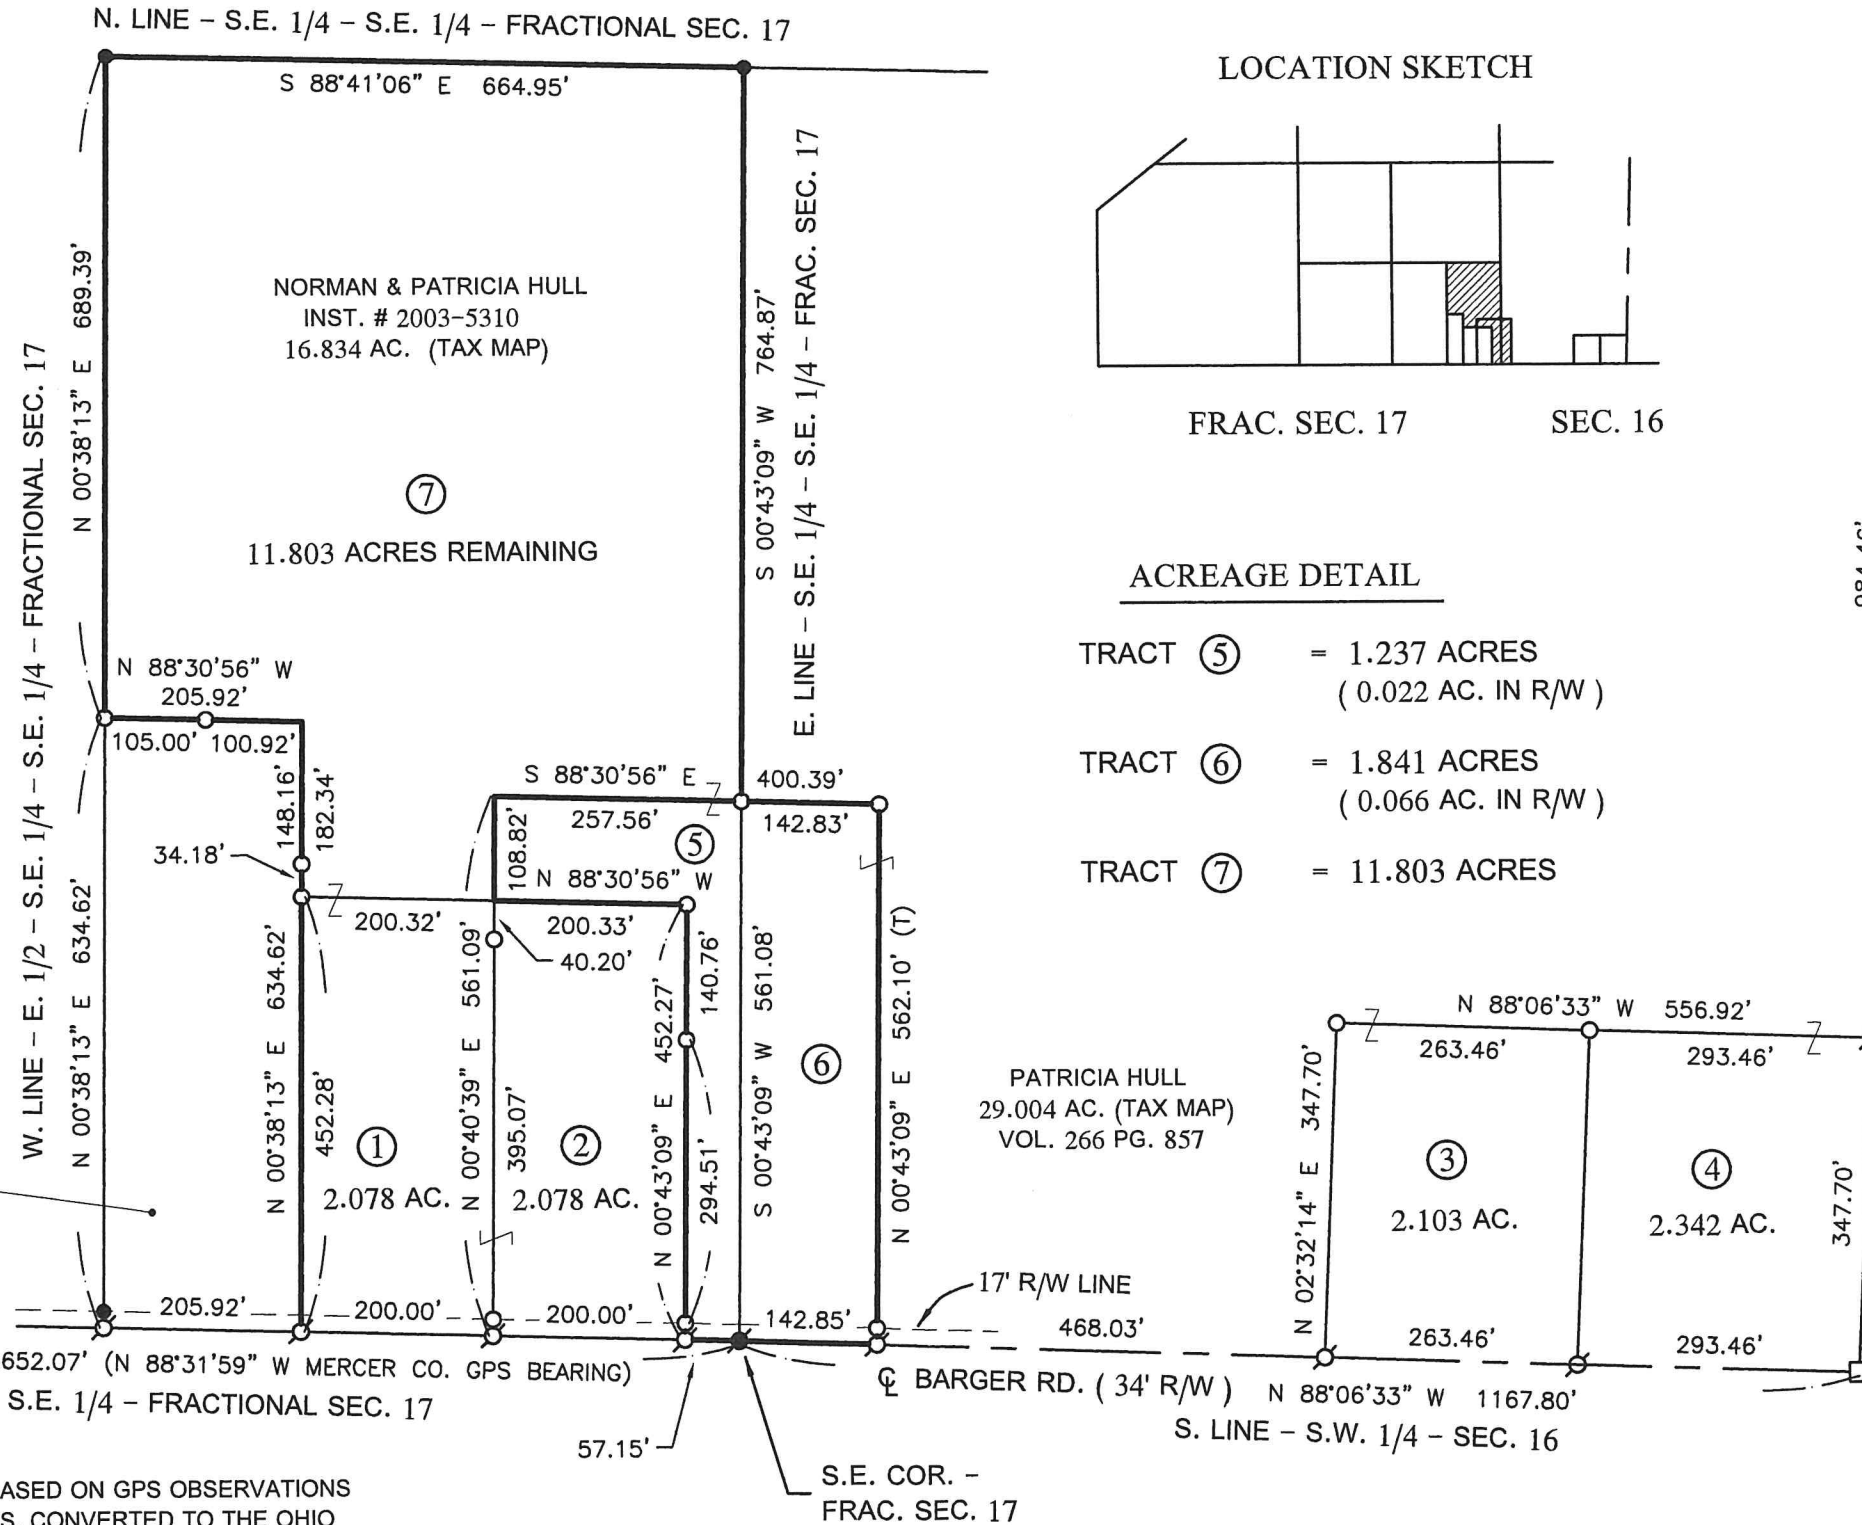 N. LINE – S.E. 1/4 – S.E. 1/4 – FRACTIONAL SEC. 17
S 88°41'06" E 664.95'
LOCATION SKETCH
FRAC. SEC. 17
SEC. 16
N 00°38'13" E 689.39'
W. LINE – E. 1/2 – S.E. 1/4 – S.E. 1/4 – FRACTIONAL SEC. 17
NORMAN & PATRICIA HULL
INST. # 2003-5310
16.834 AC. (TAX MAP)
7
11.803 ACRES REMAINING
S 00°43'09" W 764.87'
E. LINE – S.E. 1/4 – S.E. 1/4 – FRAC. SEC. 17
ACREAGE DETAIL
TRACT 5 = 1.237 ACRES
( 0.022 AC. IN R/W )
TRACT 6 = 1.841 ACRES
( 0.066 AC. IN R/W )
TRACT 7 = 11.803 ACRES
N 88°30'56" W
205.92'
105.00' 100.92'
148.16'
182.34'
34.18'
S 88°30'56" E 400.39'
257.56'
142.83'
108.82'
5
N 88°30'56" W
200.32'
200.33'
40.20'
N 00°38'13" E 634.62'
N 00°38'13" E 634.62'
452.28'
N 00°40'39" E 561.09'
395.07'
N 00°43'09" E 452.27'
140.76'
294.51'
S 00°43'09" W 561.08'
N 00°43'09" E 562.10' (T)
6
1
2.078 AC.
2
2.078 AC.
PATRICIA HULL
29.004 AC. (TAX MAP)
VOL. 266 PG. 857
N 88°06'33" W 556.92'
263.46'
293.46'
N 02°32'14" E 347.70'
3
2.103 AC.
4
2.342 AC.
347.70'
17' R/W LINE
205.92'
200.00'
200.00'
142.85'
468.03'
263.46'
293.46'
652.07' (N 88°31'59" W MERCER CO. GPS BEARING)
S.E. 1/4 – FRACTIONAL SEC. 17
℄ BARGER RD. ( 34' R/W ) N 88°06'33" W 1167.80'
S. LINE – S.W. 1/4 – SEC. 16
57.15'
S.E. COR. –
FRAC. SEC. 17
ASED ON GPS OBSERVATIONS
S. CONVERTED TO THE OHIO